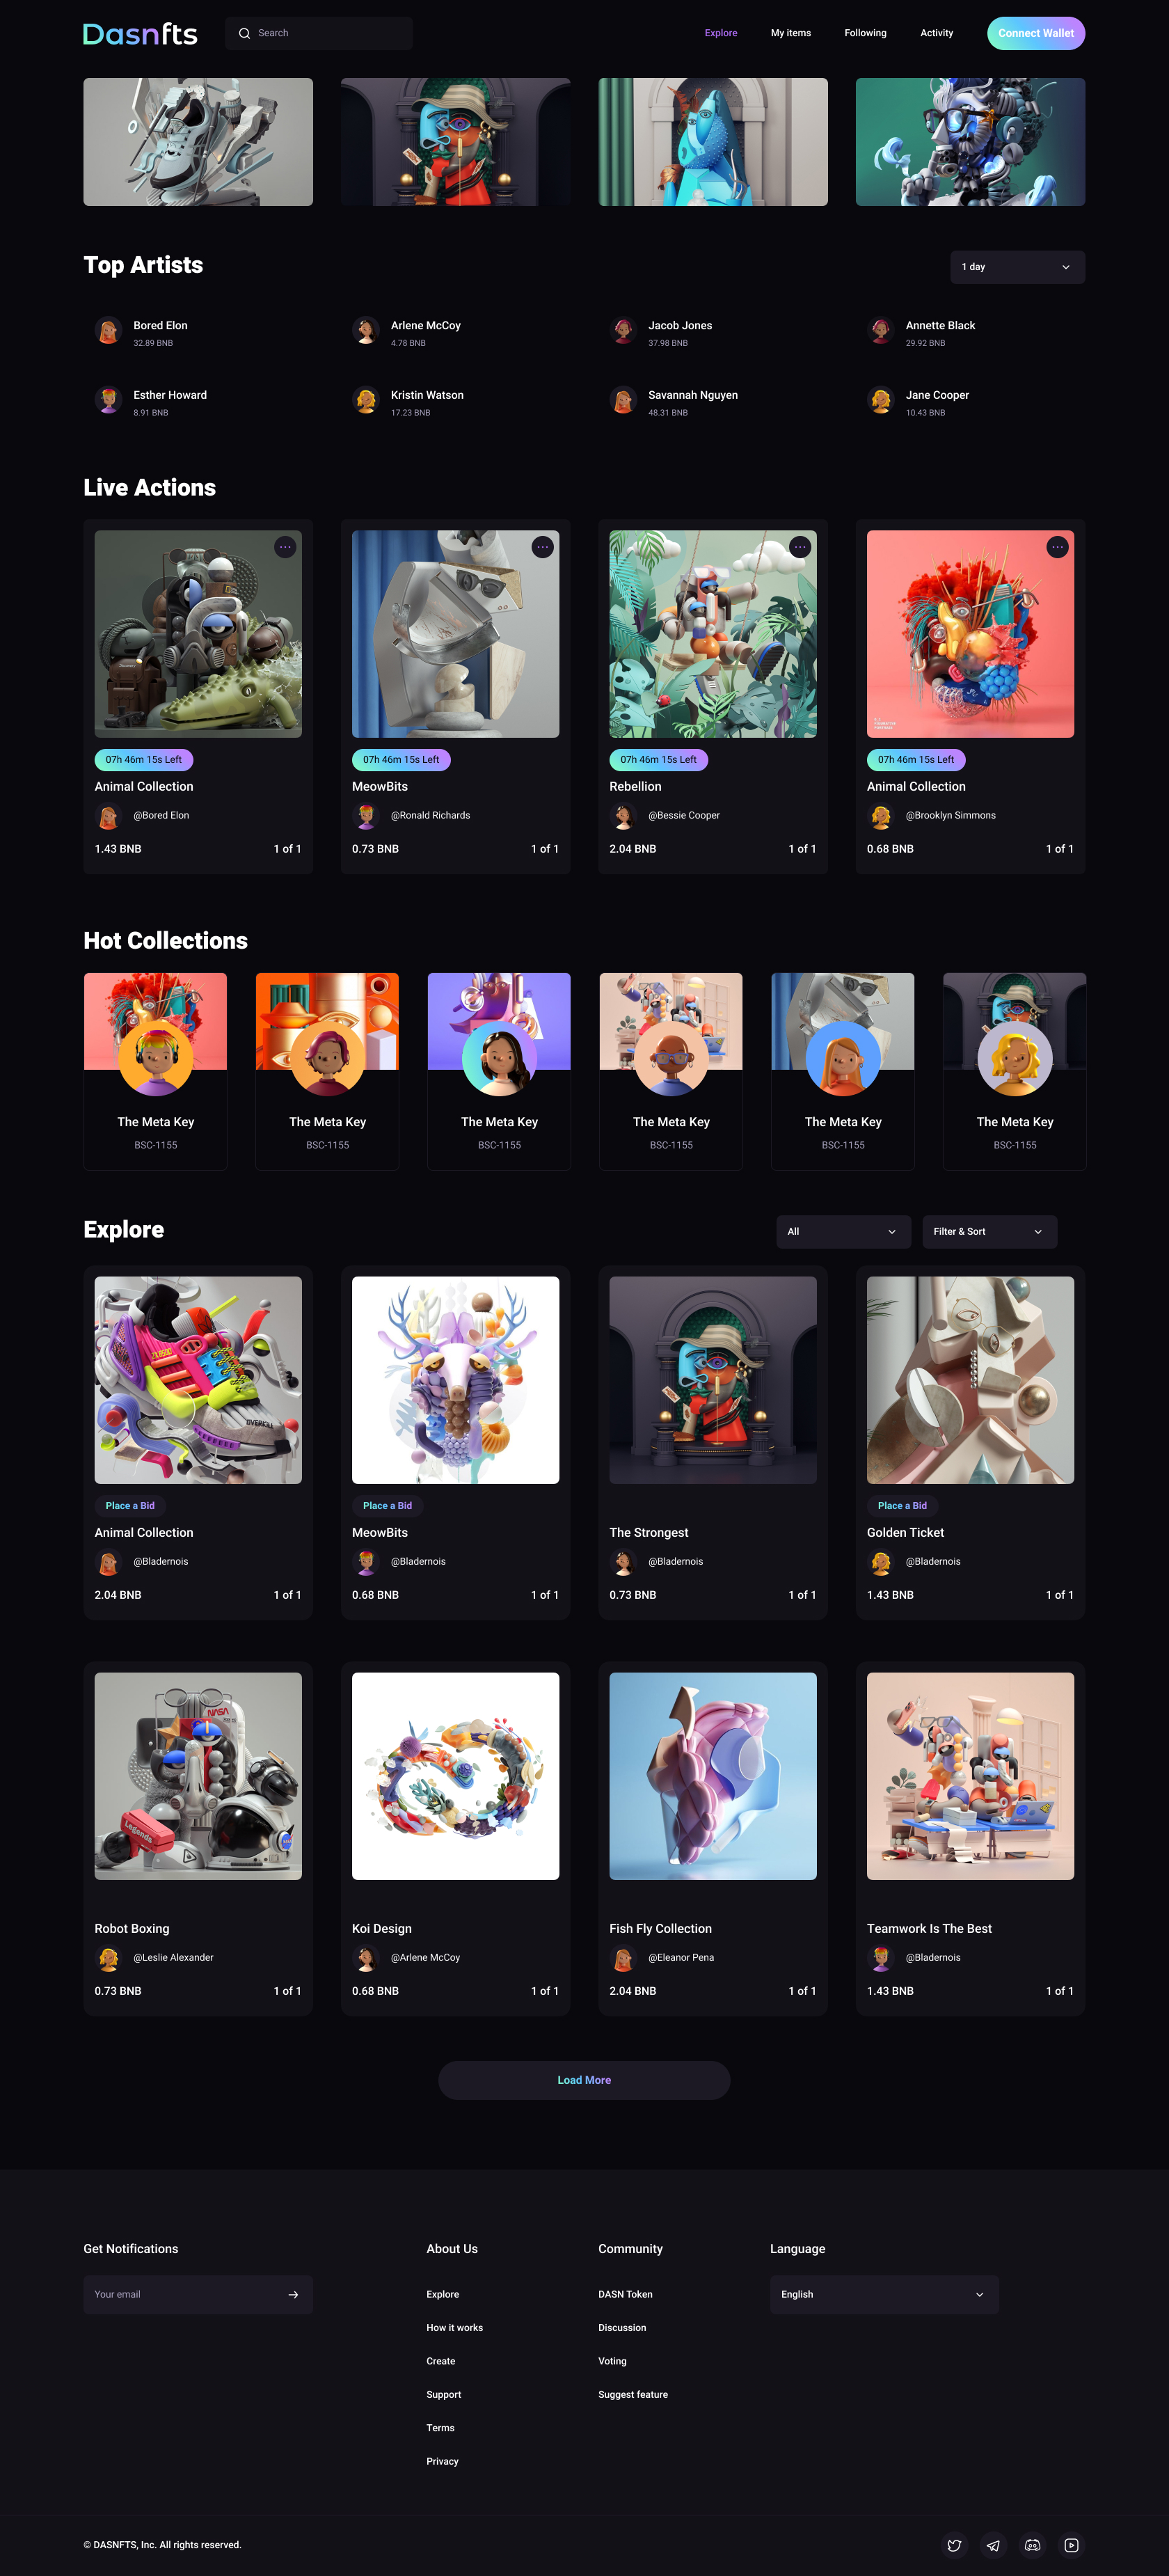 Dasnfts
Search
Explore
My items
Following
Activity
Connect Wallet
Top Artists
1 day
Bored Elon
32.89 BNB
Arlene McCoy
4.78 BNB
Jacob Jones
37.98 BNB
Annette Black
29.92 BNB
Esther Howard
8.91 BNB
Kristin Watson
17.23 BNB
Savannah Nguyen
48.31 BNB
Jane Cooper
10.43 BNB
Live Actions
07h 46m 15s Left
Animal Collection
@Bored Elon
1.43 BNB
1 of 1
07h 46m 15s Left
MeowBits
@Ronald Richards
0.73 BNB
1 of 1
07h 46m 15s Left
Rebellion
@Bessie Cooper
2.04 BNB
1 of 1
07h 46m 15s Left
Animal Collection
@Brooklyn Simmons
0.68 BNB
1 of 1
Hot Collections
The Meta Key
BSC-1155
The Meta Key
BSC-1155
The Meta Key
BSC-1155
The Meta Key
BSC-1155
The Meta Key
BSC-1155
The Meta Key
BSC-1155
Explore
All
Filter & Sort
OVERKILL
Place a Bid
Animal Collection
@Bladernois
2.04 BNB
1 of 1
Place a Bid
MeowBits
@Bladernois
0.68 BNB
1 of 1
The Strongest
@Bladernois
0.73 BNB
1 of 1
Place a Bid
Golden Ticket
@Bladernois
1.43 BNB
1 of 1
NASA
Legends
Robot Boxing
@Leslie Alexander
0.73 BNB
1 of 1
Koi Design
@Arlene McCoy
0.68 BNB
1 of 1
Fish Fly Collection
@Eleanor Pena
2.04 BNB
1 of 1
Teamwork Is The Best
@Bladernois
1.43 BNB
1 of 1
Load More
Get Notifications
Your email
About Us
Explore
How it works
Create
Support
Terms
Privacy
Community
DASN Token
Discussion
Voting
Suggest feature
Language
English
© DASNFTS, Inc. All rights reserved.